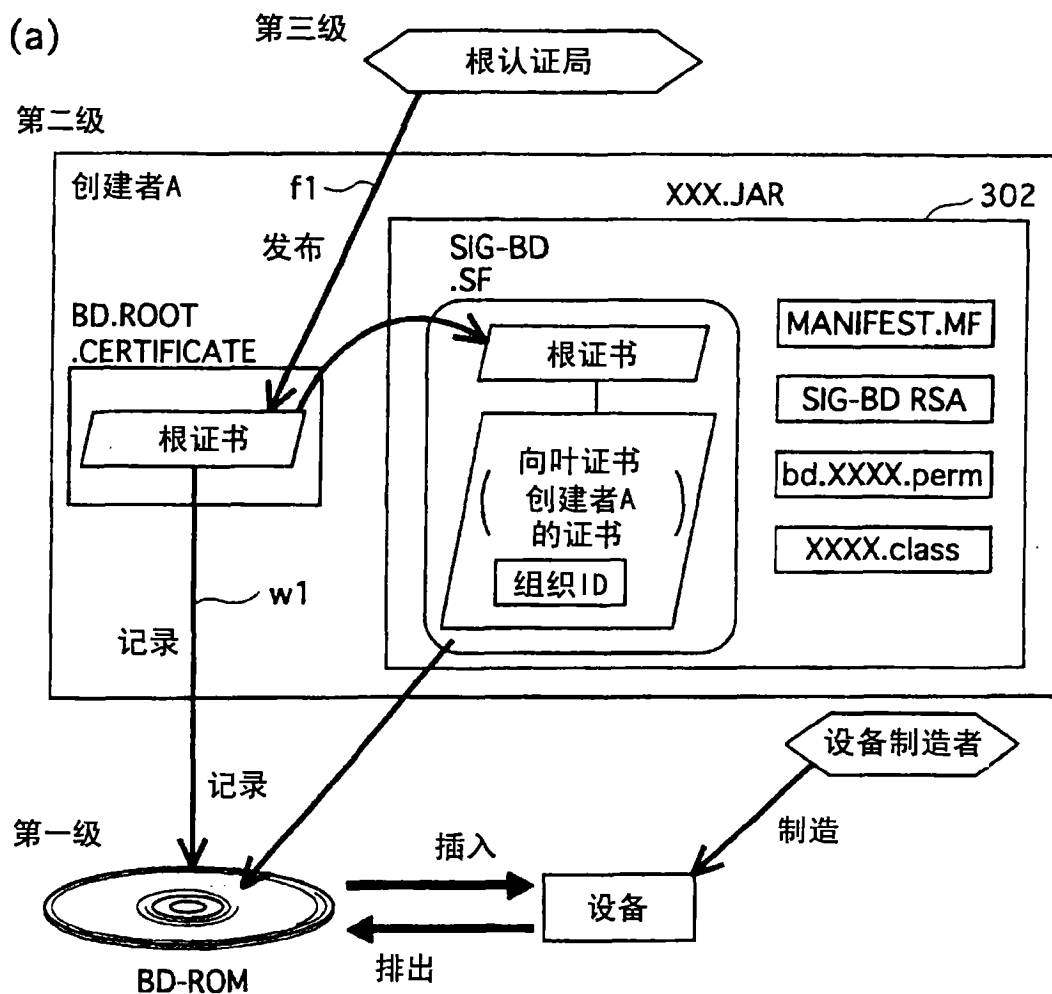 (a)
第三级
根认证局
第二级
创建者A
f1
发布
XXX.JAR
302
SIG-BD
.SF
BD.ROOT
.CERTIFICATE
根证书
根证书
向叶证书
创建者A
的证书
组织ID
MANIFEST.MF
SIG-BD RSA
bd.XXXX.perm
XXXX.class
w1
记录
记录
设备制造者
制造
第一级
插入
设备
排出
BD-ROM